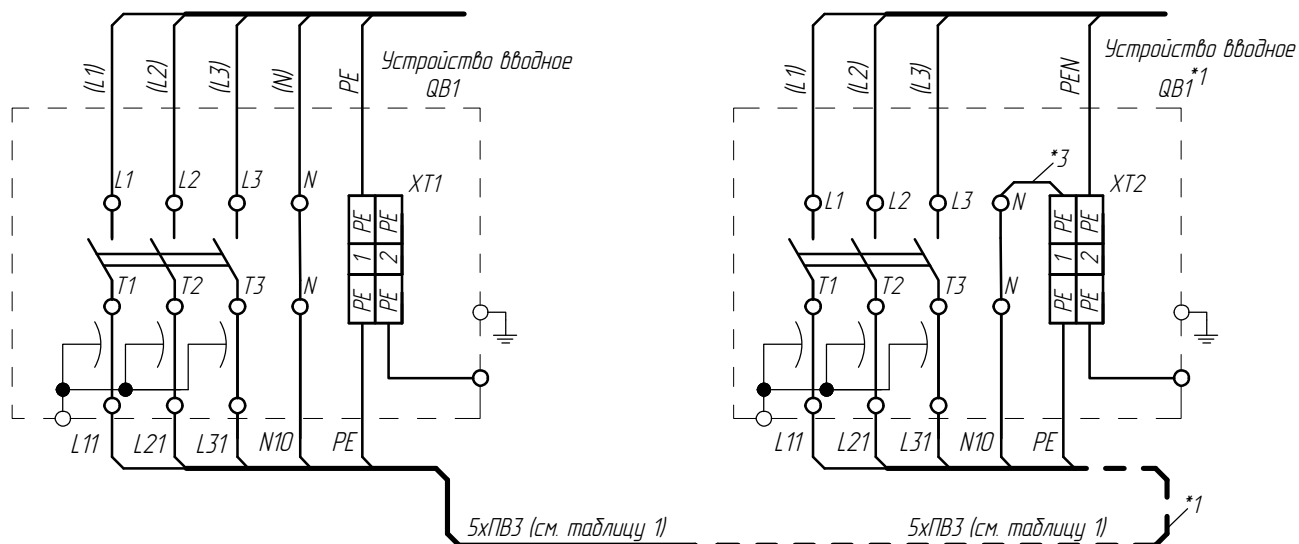 (L1) (L2) (L3) (N) PE
Устройство вводное
QB1
L1 L2 L3 N XT1
PE PE
1 2
PE PE
T1 T2 T3 N
L11 L21 L31 N10 PE
5хПВ3 (см. таблицу 1)
(L1) (L2) (L3) PEN
Устройство вводное
QB1*1
*3
L1 L2 L3 N XT2
PE PE
1 2
PE PE
T1 T2 T3 N
L11 L21 L31 N10 PE
*1
5хПВ3 (см. таблицу 1)